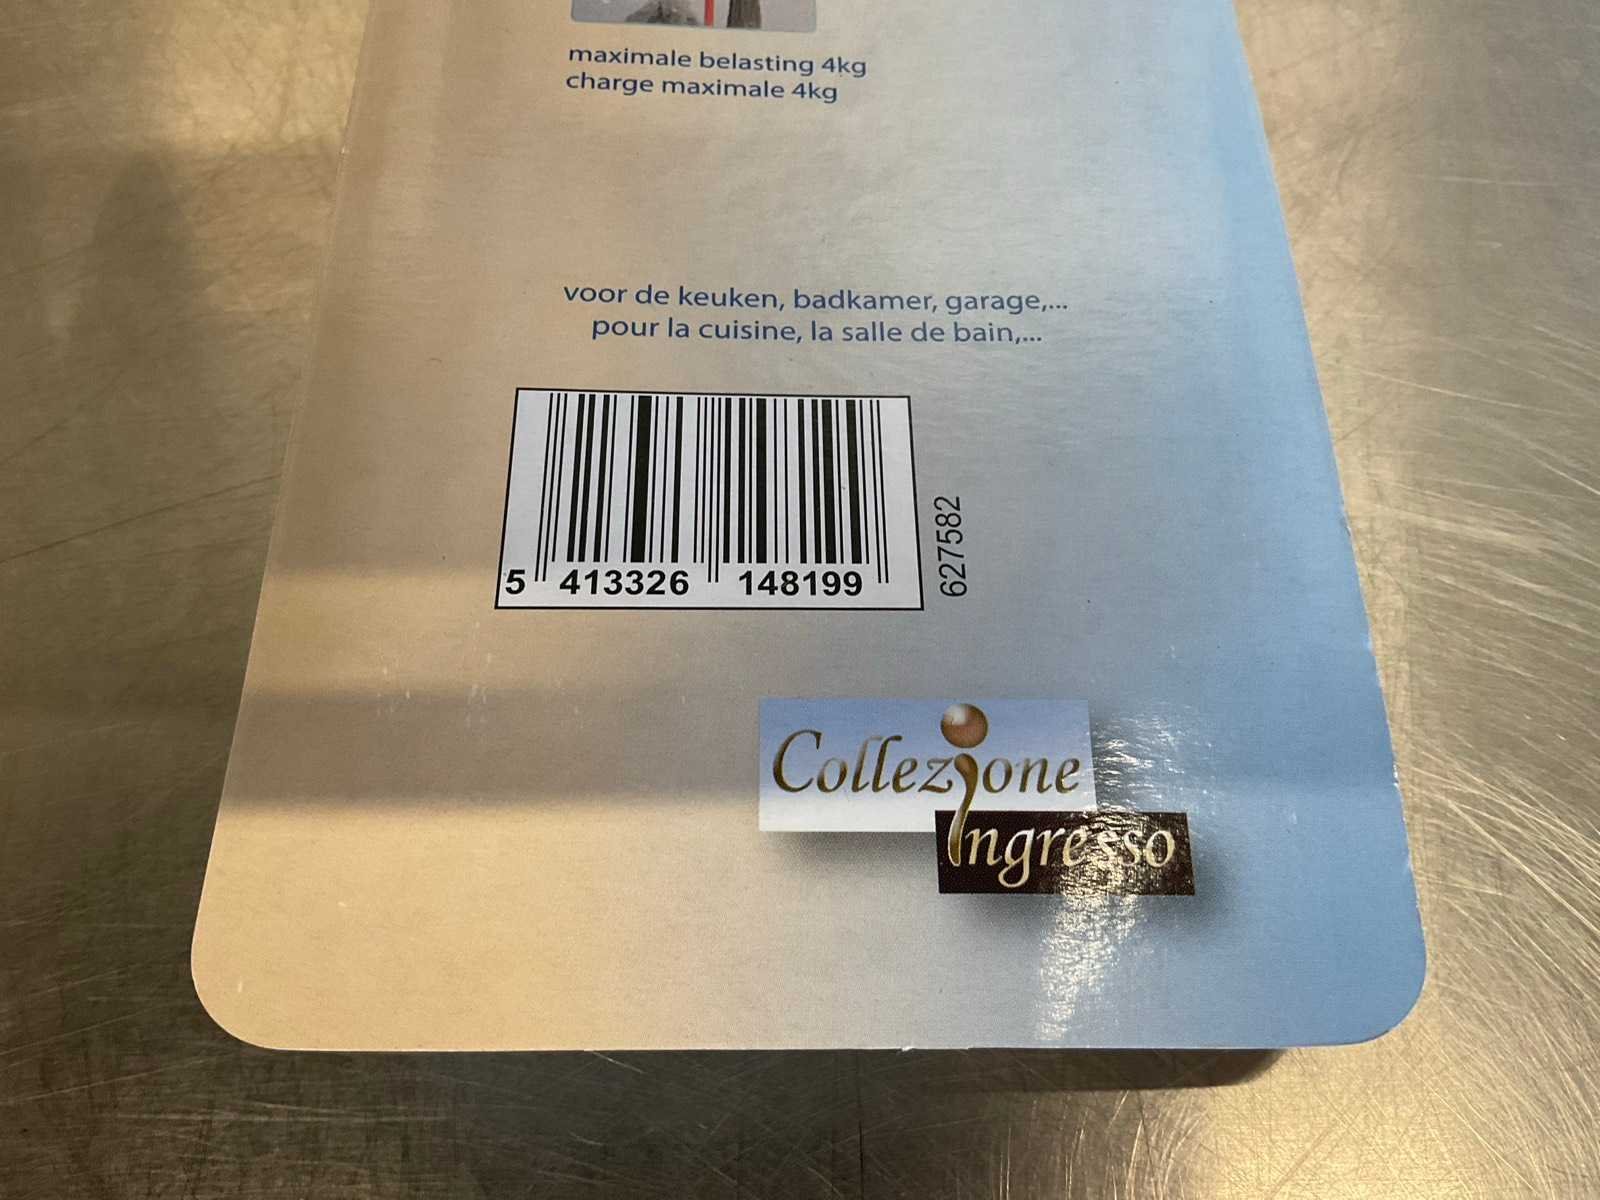 maximale belasting 4kg
charge maximale 4kg
voor de keuken, badkamer, garage,...
pour la cuisine, la salle de bain,...
5 413326 148199
627582
Collezione
Ingresso